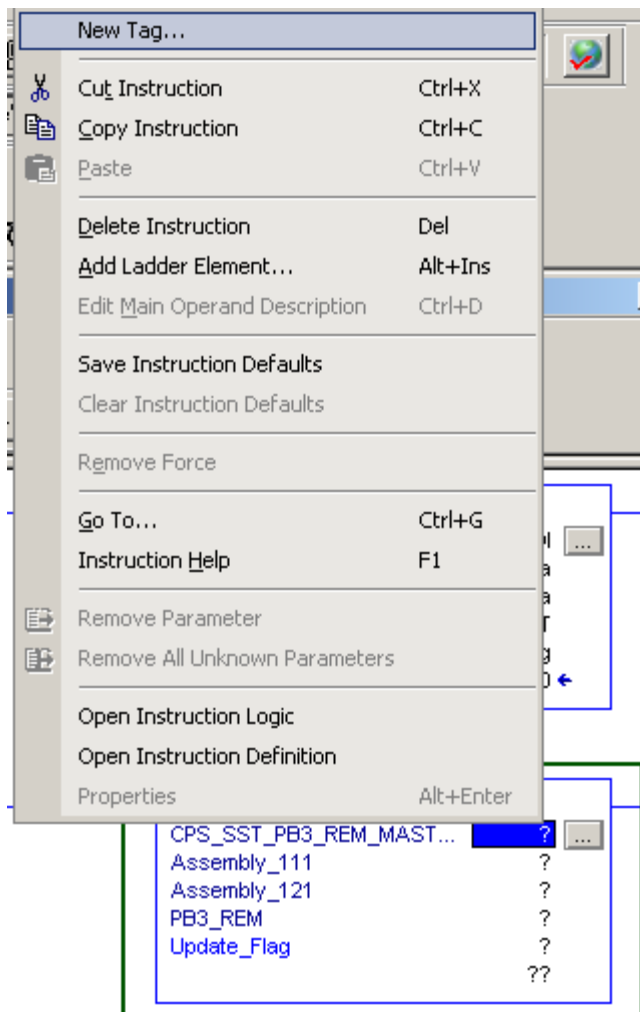 New Tag...
Cut Instruction Ctrl+X
Copy Instruction Ctrl+C
Paste Ctrl+V
Delete Instruction Del
Add Ladder Element... Alt+Ins
Edit Main Operand Description Ctrl+D
Save Instruction Defaults
Clear Instruction Defaults
Remove Force
Go To... Ctrl+G
Instruction Help F1
Remove Parameter
Remove All Unknown Parameters
Open Instruction Logic
Open Instruction Definition
Properties Alt+Enter
...
CPS_SST_PB3_REM_MAST... ? ...
Assembly_111 ?
Assembly_121 ?
PB3_REM ?
Update_Flag ?
??